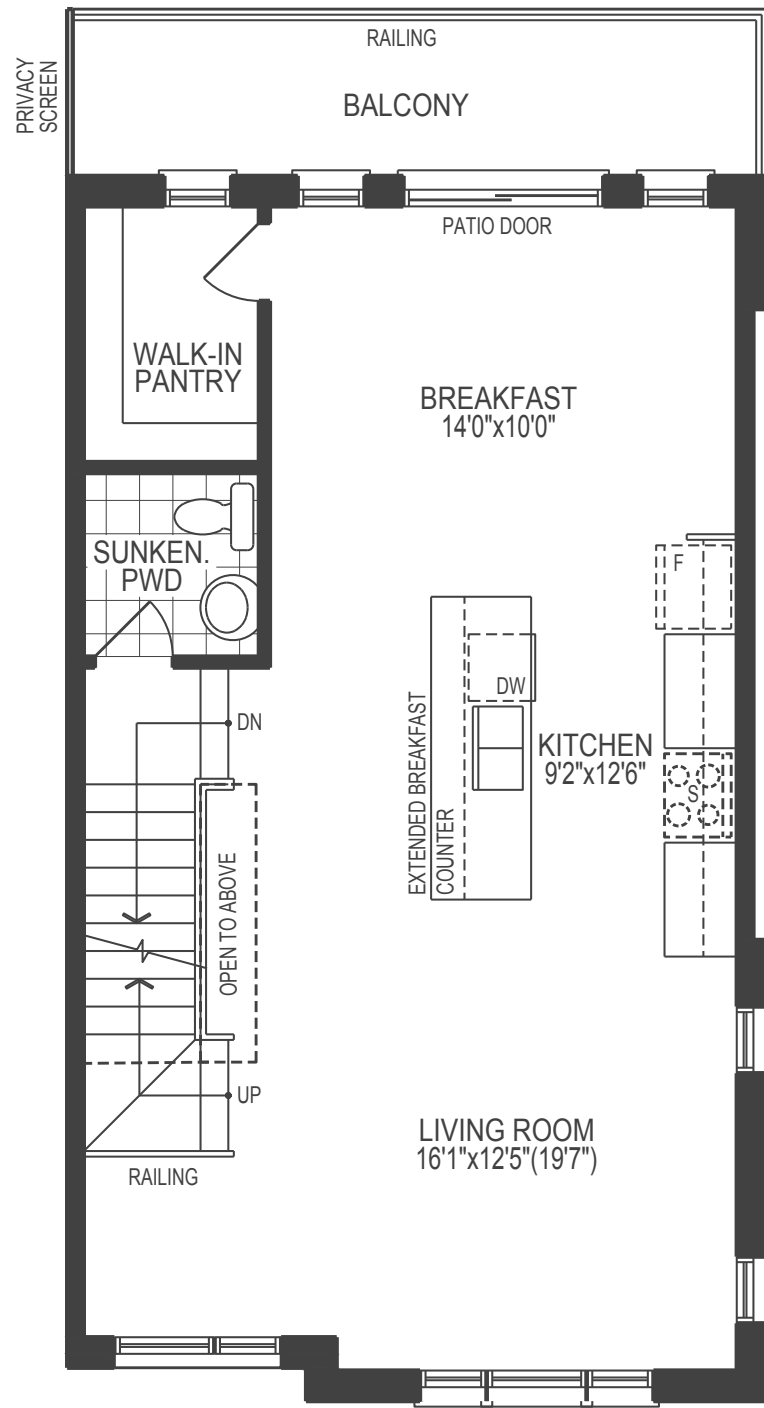 RAILING
PRIVACY
SCREEN
BALCONY
PATIO DOOR
WALK-IN
PANTRY
BREAKFAST
14'0"x10'0"
SUNKEN.
PWD
F
DW
DN
KITCHEN
9'2"x12'6"
S
EXTENDED BREAKFAST
COUNTER
OPEN TO ABOVE
UP
LIVING ROOM
16'1"x12'5"(19'7")
RAILING